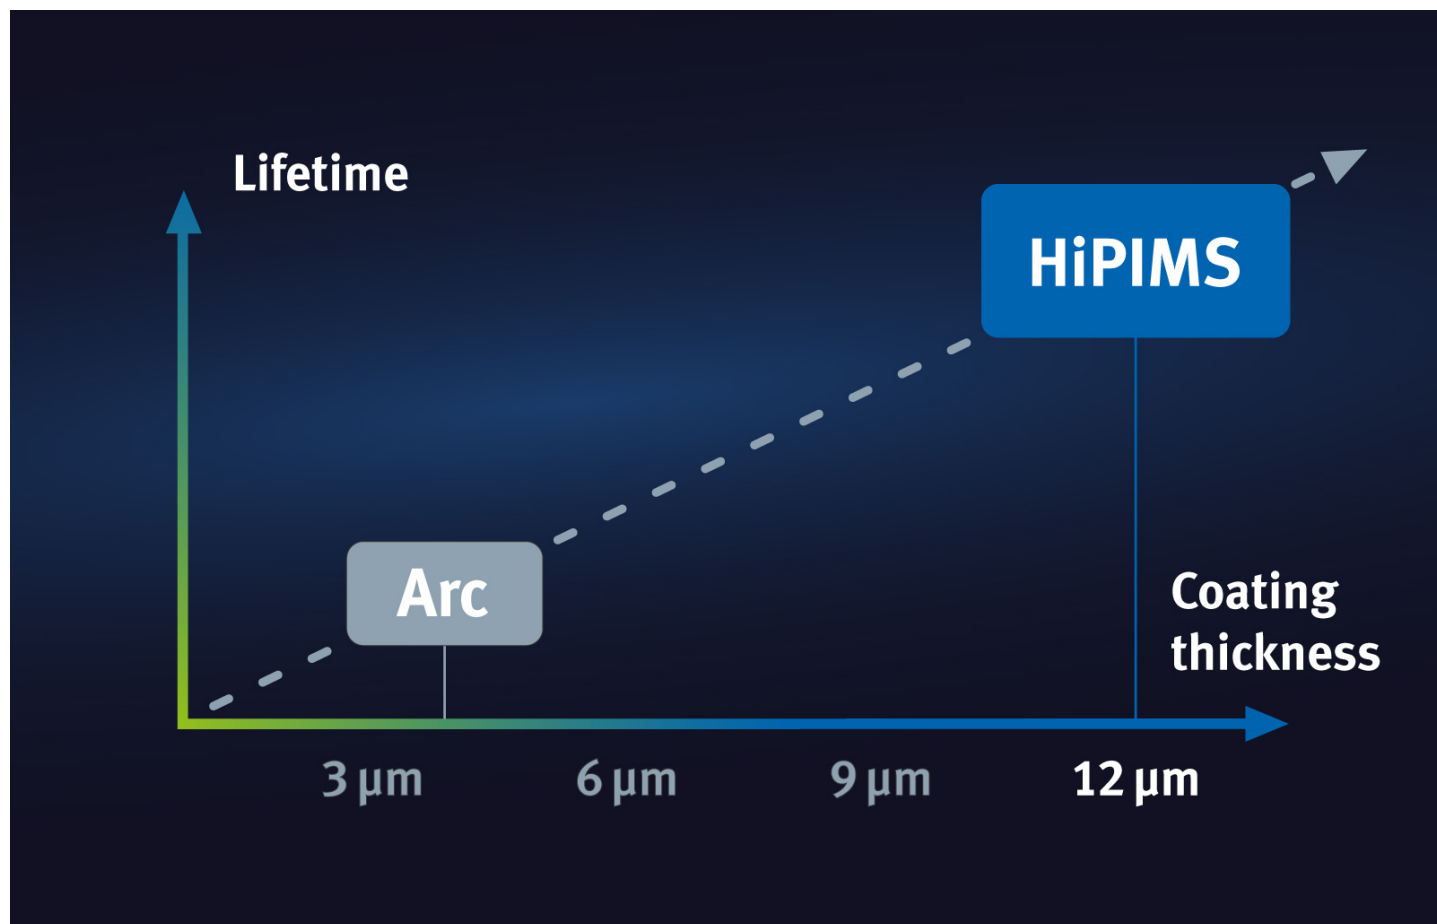 Lifetime
HiPIMS
Arc
Coating
thickness
3 µm
6 µm
9 µm
12 µm